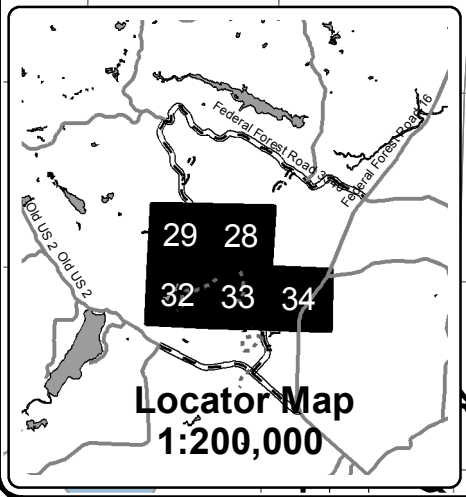 Federal Forest Road 3
Federal Forest Road 16
Old US 2 Old US 2
29 28
32 33 34
Locator Map
1:200,000